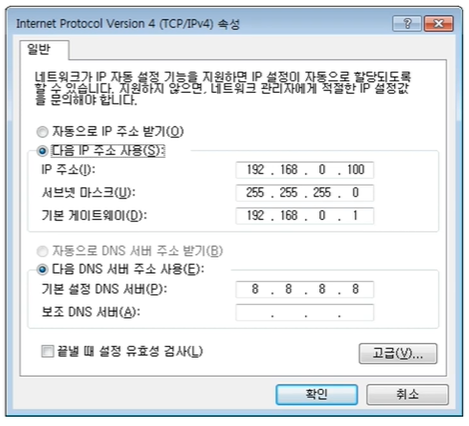 Internet Protocol Version 4 (TCP/IPv4) 속성
일반
네트워크가 IP 자동 설정 기능을 지원하면 IP 설정이 자동으로 할당되도록
할 수 있습니다. 지원하지 않으면, 네트워크 관리자에게 적절한 IP 설정값
을 문의해야 합니다.
자동으로 IP 주소 받기(O)
다음 IP 주소 사용(S):
IP 주소(I): 192 . 168 . 0 . 100
서브넷 마스크(U): 255 . 255 . 255 . 0
기본 게이트웨이(D): 192 . 168 . 0 . 1
자동으로 DNS 서버 주소 받기(B)
다음 DNS 서버 주소 사용(E):
기본 설정 DNS 서버(P): 8 . 8 . 8 . 8
보조 DNS 서버(A): . . .
끝낼 때 설정 유효성 검사(L)
고급(V)...
확인 취소